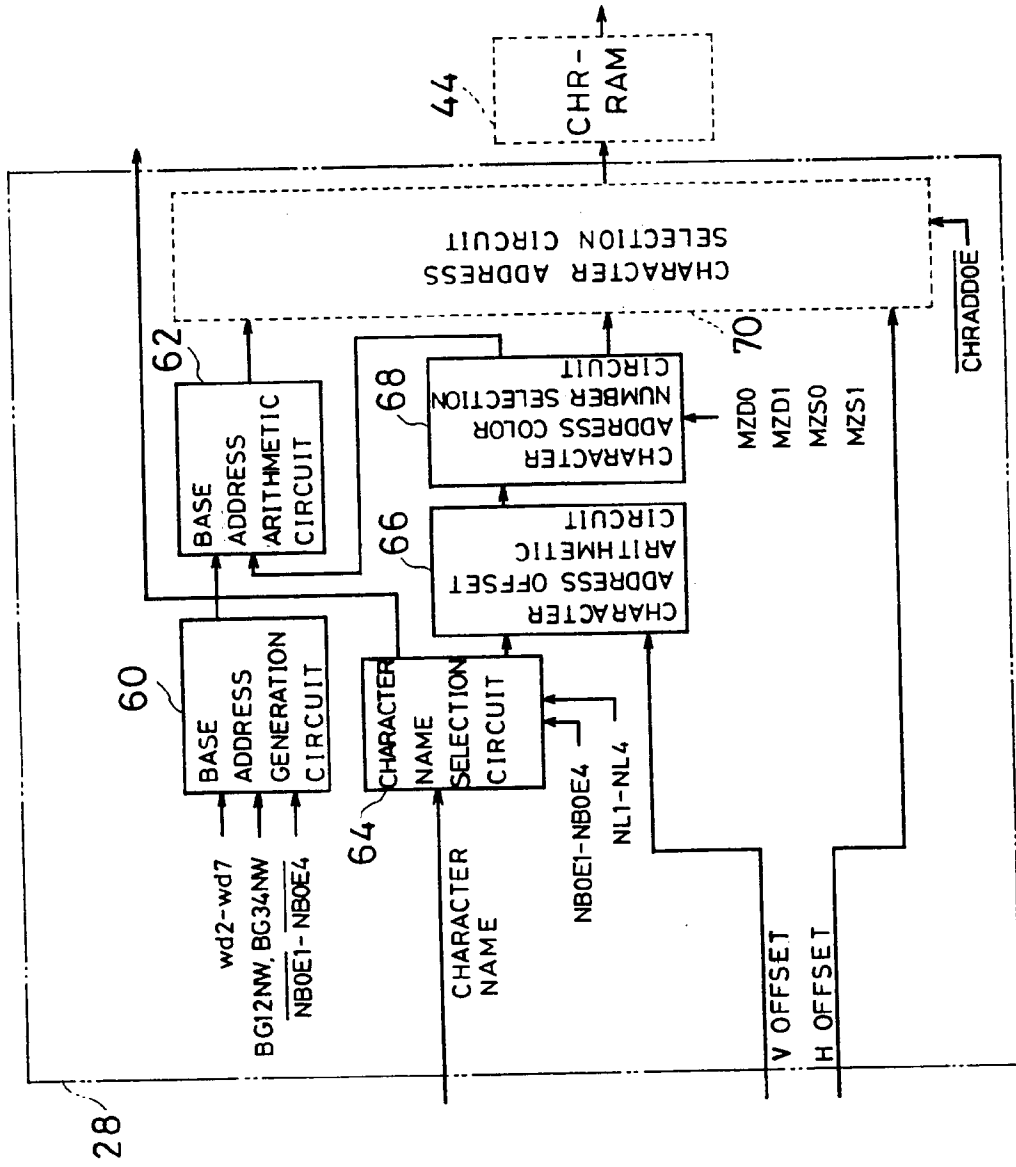 28
60
BASE
ADDRESS
GENERATION
CIRCUIT
wd2-wd7
BG12NW, BG34NW
NBOE1-NBOE4
62
BASE
ADDRESS
ARITHMETIC
CIRCUIT
64
CHARACTER
NAME
SELECTION
CIRCUIT
CHARACTER
NAME
NBOE1-NBOE4
NL1-NL4
66
CHARACTER
ADDRESS OFFSET
ARITHMETIC
CIRCUIT
68
CHARACTER
ADDRESS COLOR
NUMBER SELECTION
CIRCUIT
MZD0
MZD1
MZS0
MZS1
70
CHARACTER ADDRESS
SELECTION CIRCUIT
CHRADDOE
44
CHR-
RAM
V OFFSET
H OFFSET